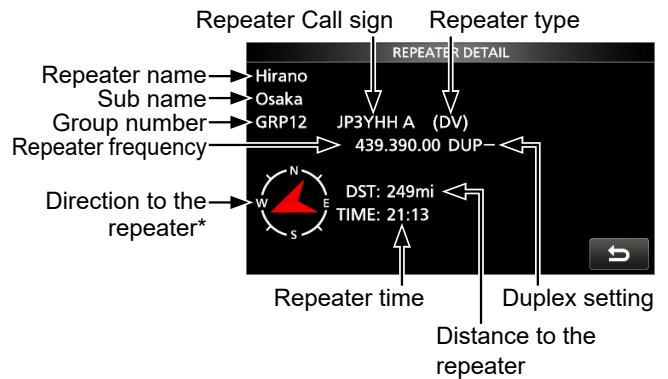 Repeater Call sign Repeater type
REPEATER DETAIL
Repeater name Hirano
Sub name Osaka
Group number GRP12 JP3YHH A (DV)
Repeater frequency 439.390.00 DUP–
Direction to the
repeater*
N
W E
S
DST: 249mi
TIME: 21:13
Repeater time Duplex setting
Distance to the
repeater